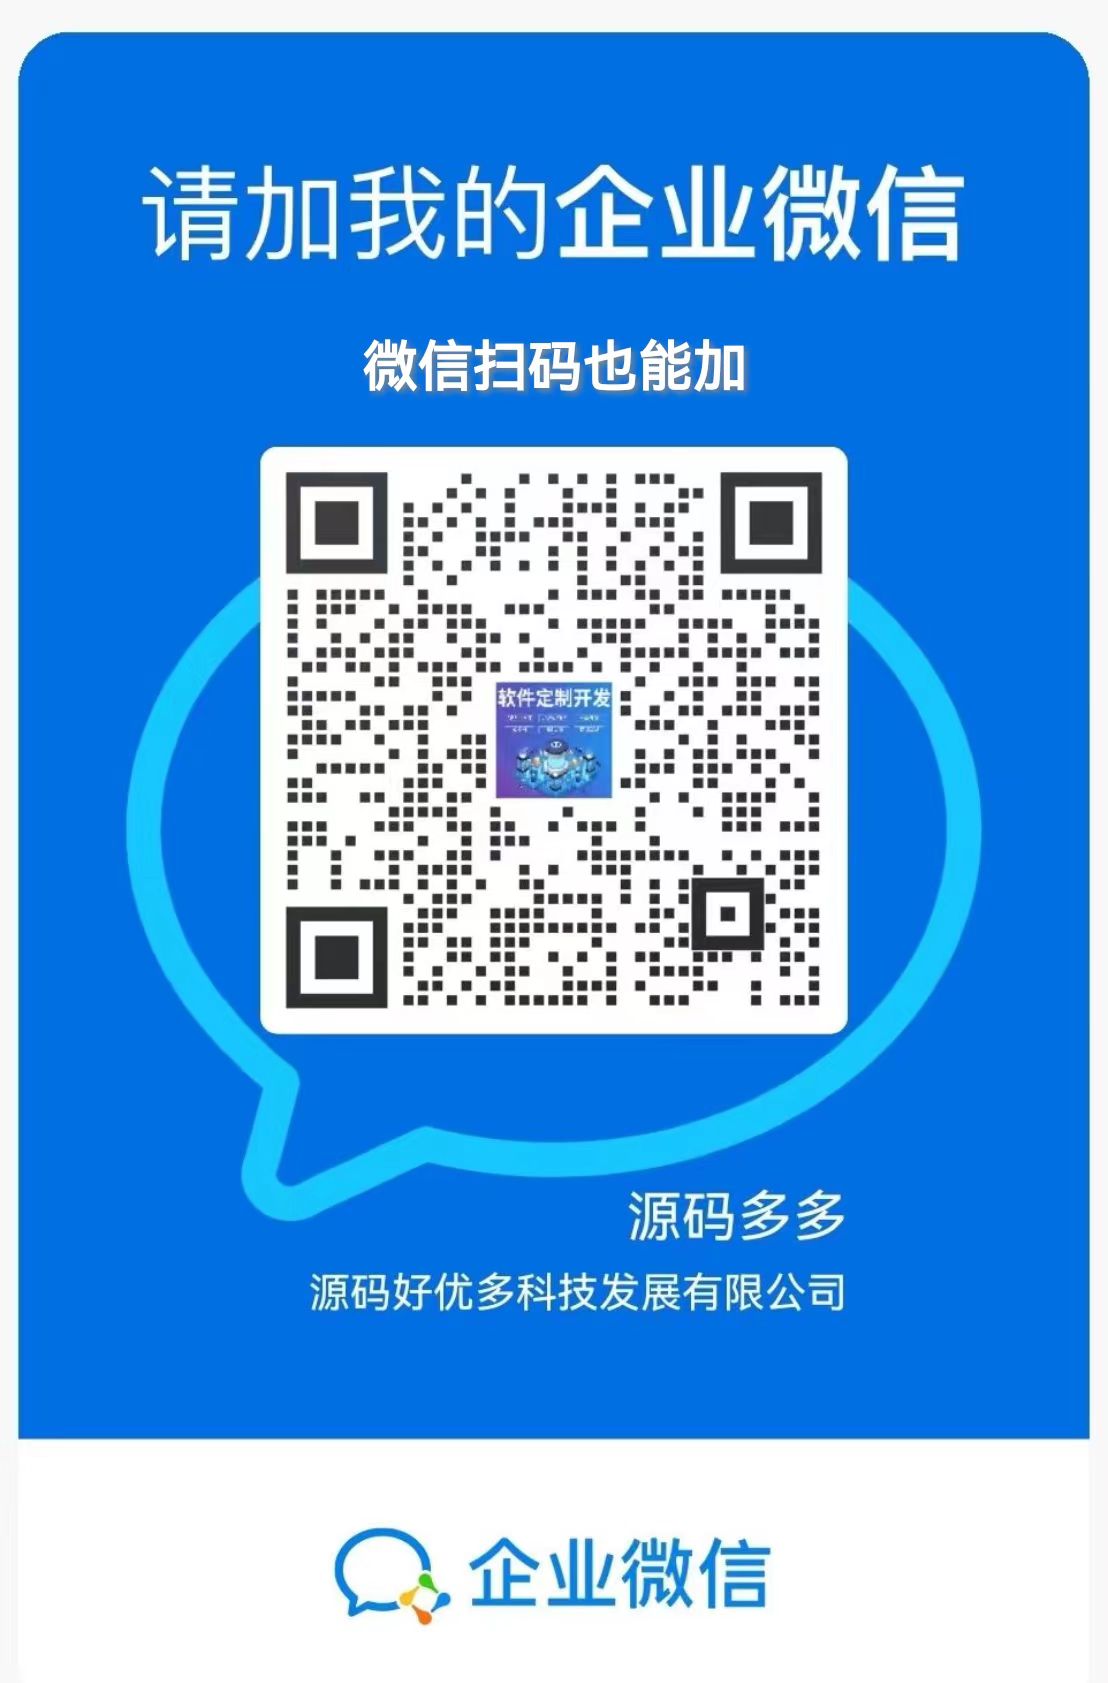 请加我的企业微信
微信扫码也能加
软件定制开发
源码多多
源码好优多科技发展有限公司
企业微信